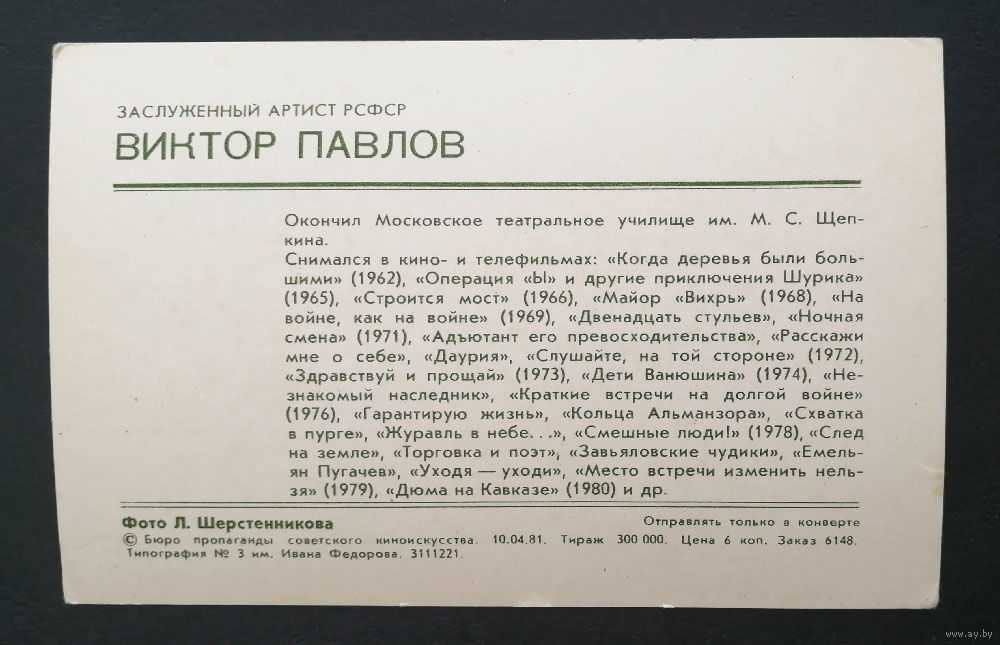 ЗАСЛУЖЕННЫЙ АРТИСТ РСФСР
ВИКТОР ПАВЛОВ
Окончил Московское театральное училище им. М. С. Щеп-
кина.
Снимался в кино- и телефильмах: «Когда деревья были боль-
шими» (1962), «Операция «Ы» и другие приключения Шурика»
(1965), «Строится мост» (1966), «Майор «Вихрь» (1968), «На
войне, как на войне» (1969), «Двенадцать стульев», «Ночная
смена» (1971), «Адъютант его превосходительства», «Расскажи
мне о себе», «Даурия», «Слушайте, на той стороне» (1972),
«Здравствуй и прощай» (1973), «Дети Ванюшина» (1974), «Не-
знакомый наследник», «Краткие встречи на долгой войне»
(1976), «Гарантирую жизнь», «Кольца Альманзора», «Схватка
в пурге», «Журавль в небе...», «Смешные люди!» (1978), «След
на земле», «Торговка и поэт», «Завьяловские чудики», «Емель-
ян Пугачев», «Уходя — уходи», «Место встречи изменить нель-
зя» (1979), «Дюма на Кавказе» (1980) и др.
Фото Л. Шерстенникова
Отправлять только в конверте
© Бюро пропаганды советского киноискусства. 10.04.81. Тираж 300 000. Цена 6 коп. Заказ 6148.
Типография № 3 им. Ивана Федорова. 3111221.
www.ay.by